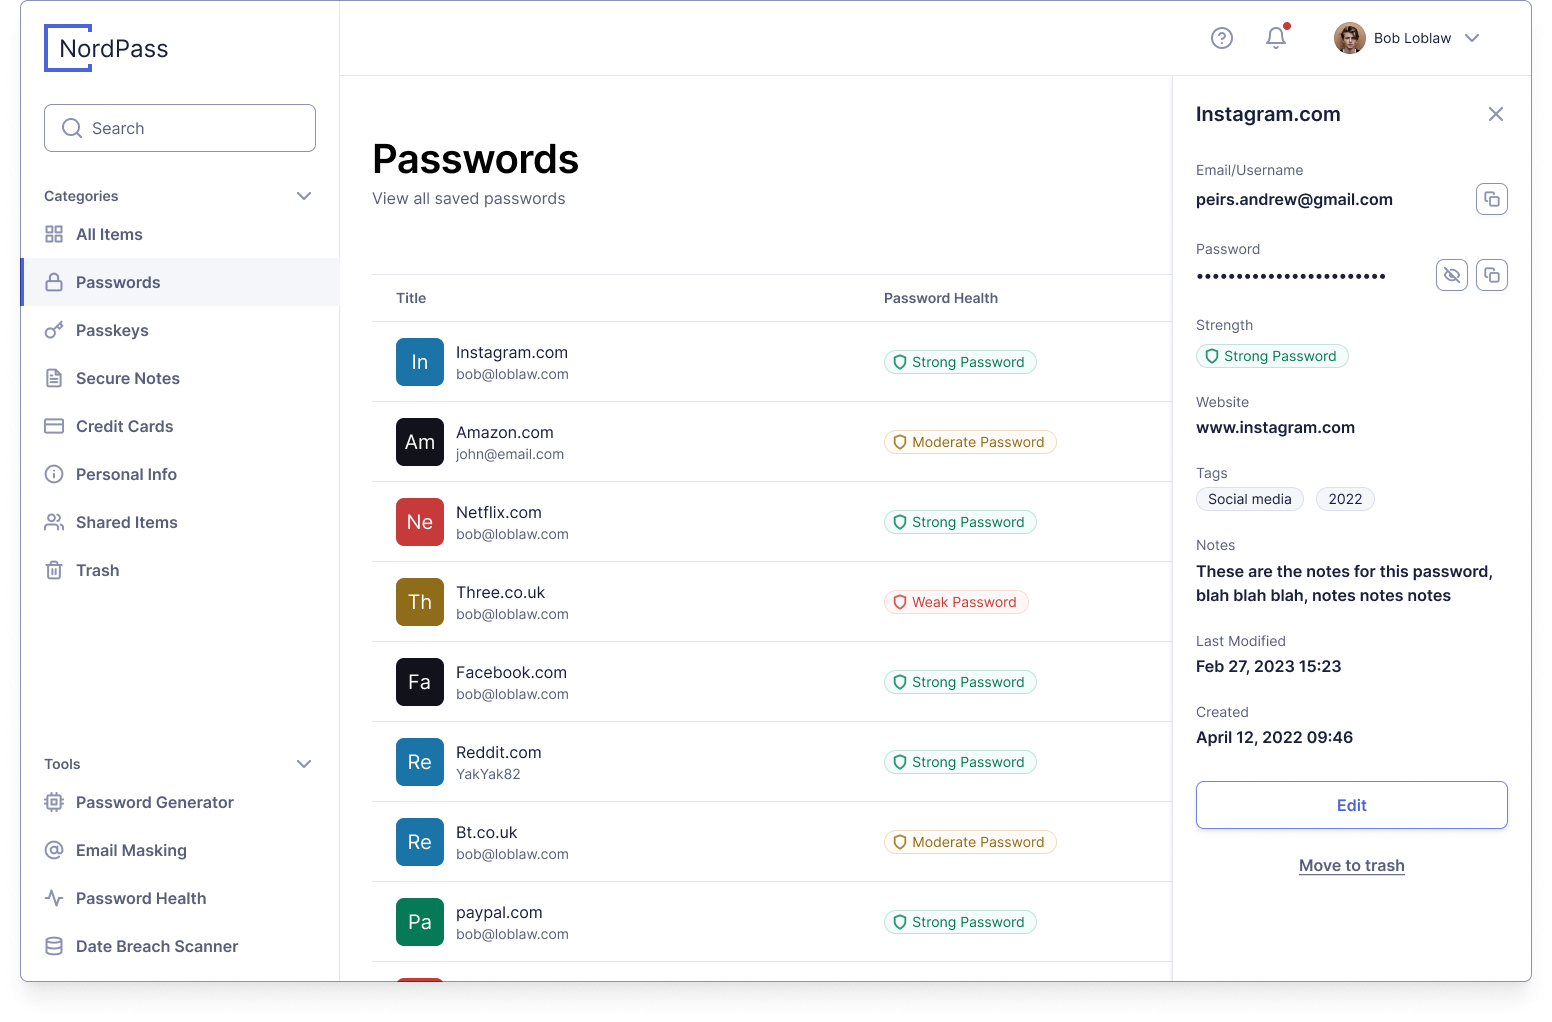 NordPass
Search
Categories
All Items
Passwords
Passkeys
Secure Notes
Credit Cards
Personal Info
Shared Items
Trash
Tools
Password Generator
Email Masking
Password Health
Date Breach Scanner
Bob Loblaw
Passwords
View all saved passwords
Title Password Health
In Instagram.com Strong Password
bob@loblaw.com
Am Amazon.com Moderate Password
john@email.com
Ne Netflix.com Strong Password
bob@loblaw.com
Th Three.co.uk Weak Password
bob@loblaw.com
Fa Facebook.com Strong Password
bob@loblaw.com
Re Reddit.com Strong Password
YakYak82
Re Bt.co.uk Moderate Password
bob@loblaw.com
Pa paypal.com Strong Password
bob@loblaw.com
Instagram.com
Email/Username
peirs.andrew@gmail.com
Password
••••••••••••••••••••••••
Strength
Strong Password
Website
www.instagram.com
Tags
Social media 2022
Notes
These are the notes for this password,
blah blah blah, notes notes notes
Last Modified
Feb 27, 2023 15:23
Created
April 12, 2022 09:46
Edit
Move to trash